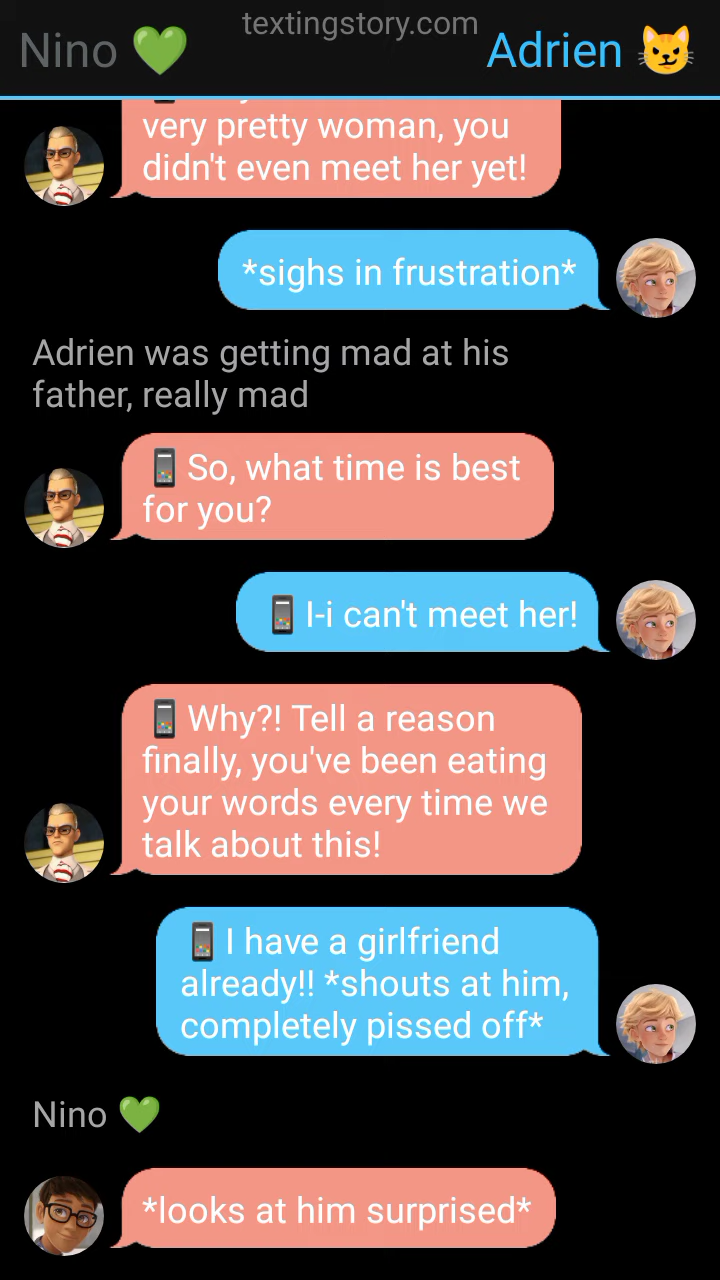 textingstory.com
Nino 💚
Adrien 😼
very pretty woman, you
didn't even meet her yet!
*sighs in frustration*
Adrien was getting mad at his
father, really mad
📱So, what time is best
for you?
📱I-i can't meet her!
📱Why?! Tell a reason
finally, you've been eating
your words every time we
talk about this!
📱I have a girlfriend
already!! *shouts at him,
completely pissed off*
Nino 💚
*looks at him surprised*